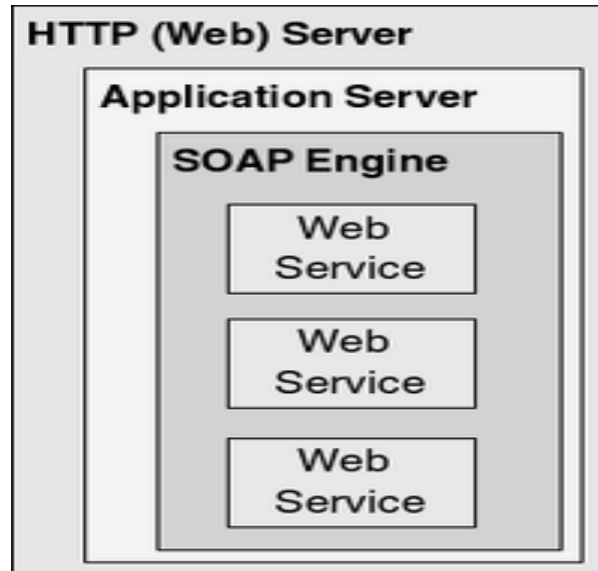 HTTP (Web) Server
Application Server
SOAP Engine
Web
Service
Web
Service
Web
Service